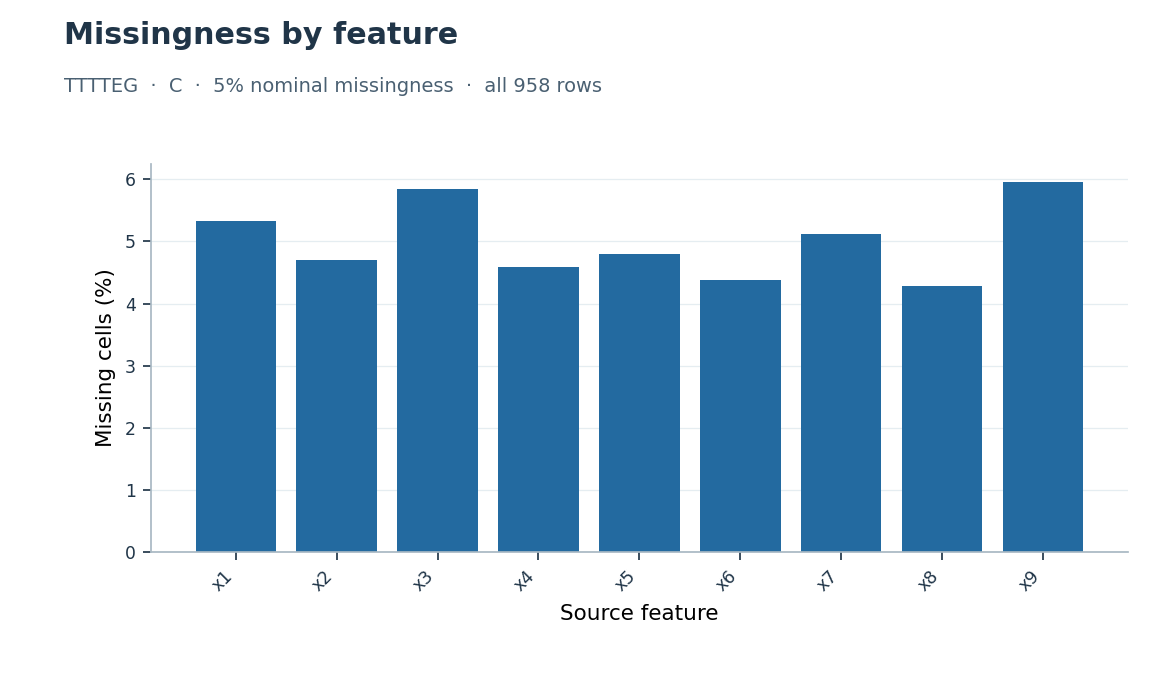 Missingness by feature
TTTTEG · C · 5% nominal missingness · all 958 rows
6
5
4
3
2
1
0
Missing cells (%)
x1 x2 x3 x4 x5 x6 x7 x8 x9
Source feature